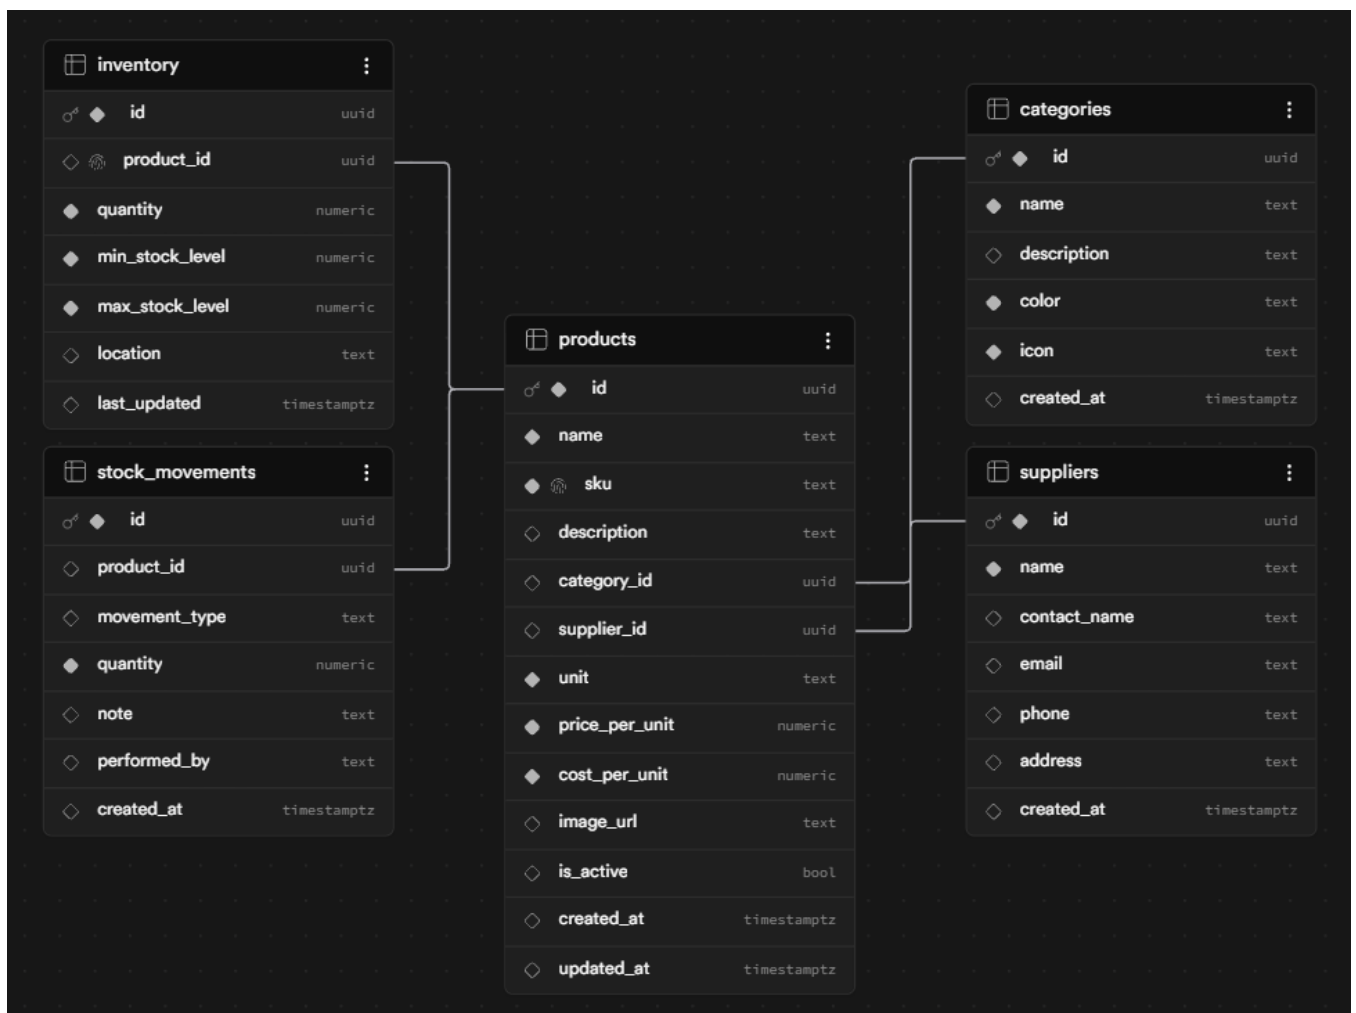 inventory
id uuid
product_id uuid
quantity numeric
min_stock_level numeric
max_stock_level numeric
location text
last_updated timestamptz
stock_movements
id uuid
product_id uuid
movement_type text
quantity numeric
note text
performed_by text
created_at timestamptz
products
id uuid
name text
sku text
description text
category_id uuid
supplier_id uuid
unit text
price_per_unit numeric
cost_per_unit numeric
image_url text
is_active bool
created_at timestamptz
updated_at timestamptz
categories
id uuid
name text
description text
color text
icon text
created_at timestamptz
suppliers
id uuid
name text
contact_name text
email text
phone text
address text
created_at timestamptz